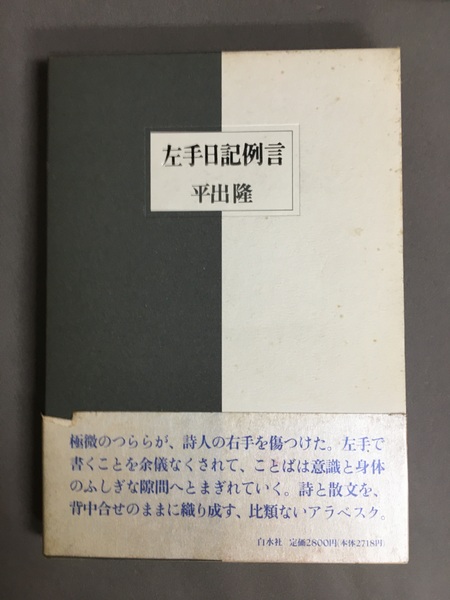 左手日記例言
平出隆
極微のつららが、詩人の右手を傷つけた。左手で
書くことを余儀なくされて、ことばは意識と身体
のふしぎな隙間へとまぎれていく。詩と散文を、
背中合せのままに織り成す、比類ないアラベスク。
白水社 定価2800円(本体2718円)